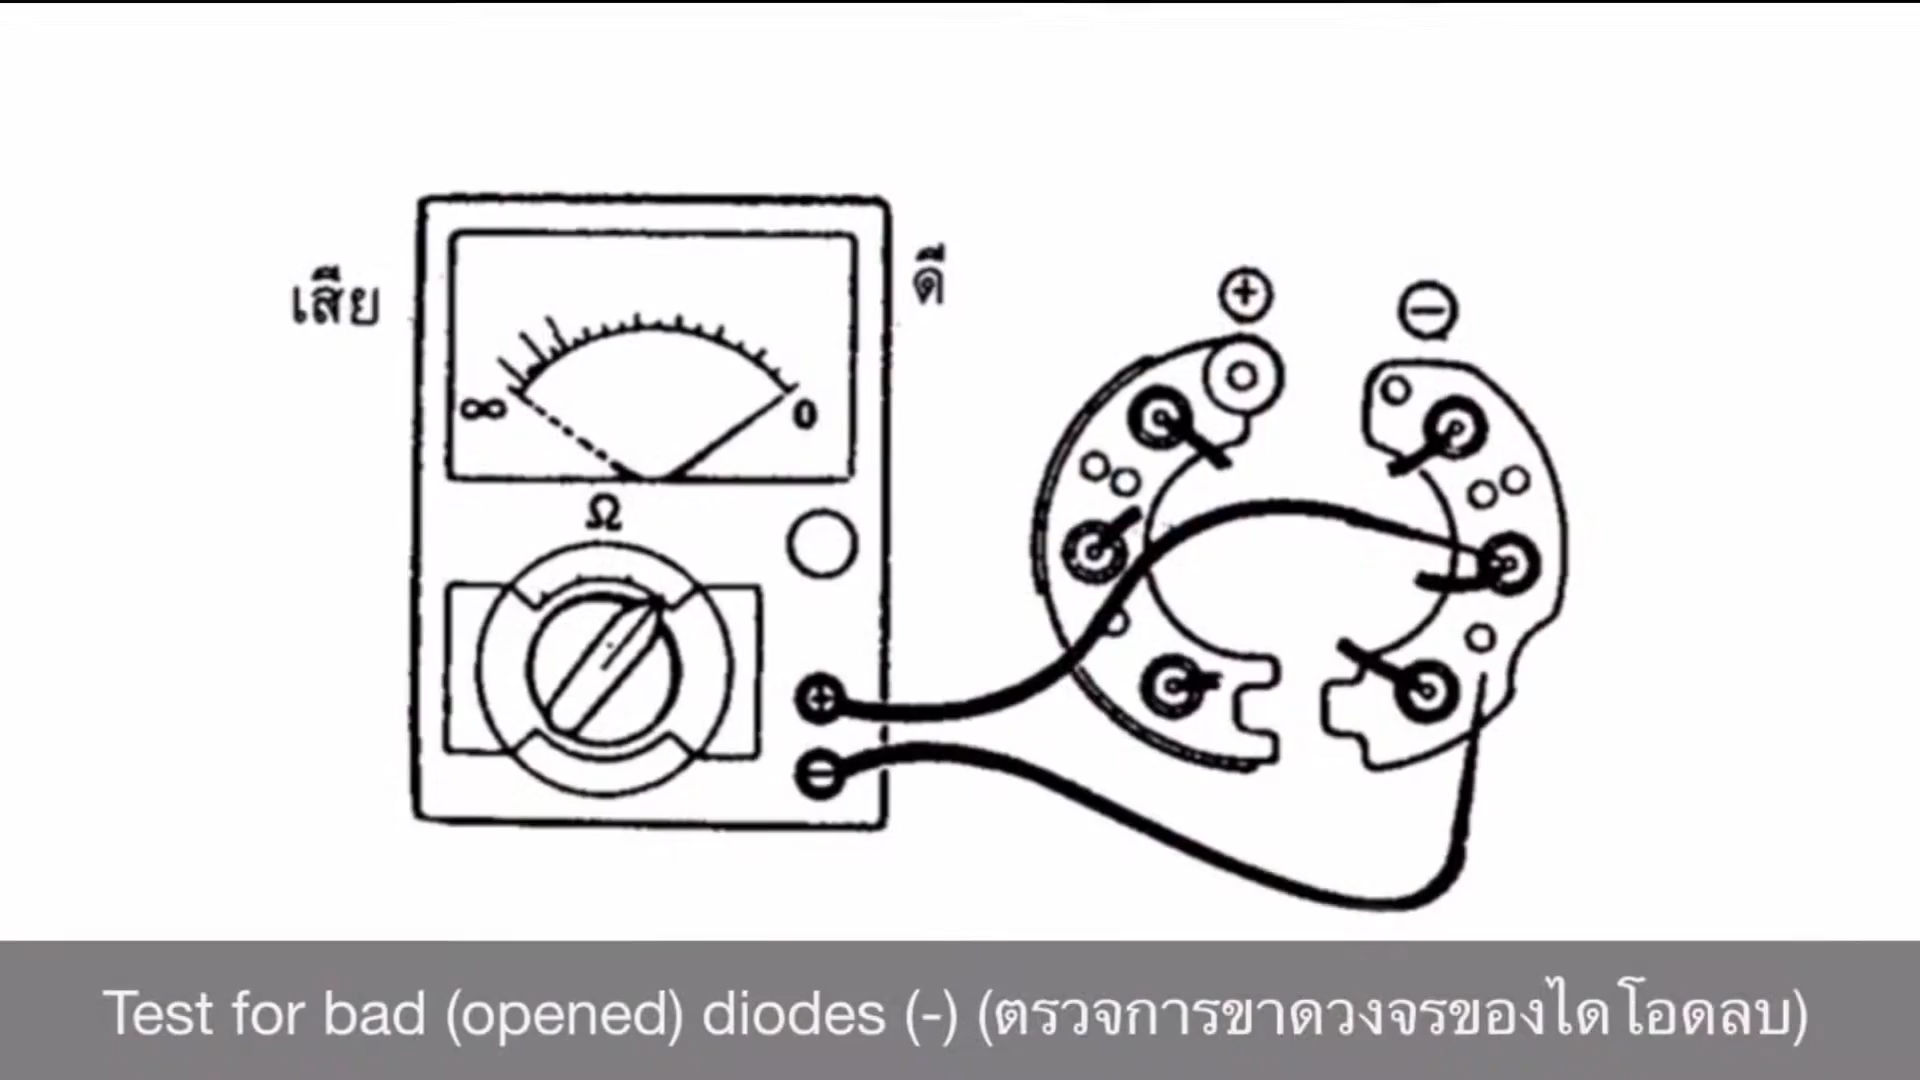 เสีย
ดี
∞
0
Ω
+
−
+
−
Test for bad (opened) diodes (-) (ตรวจการขาดวงจรของไดโอดลบ)